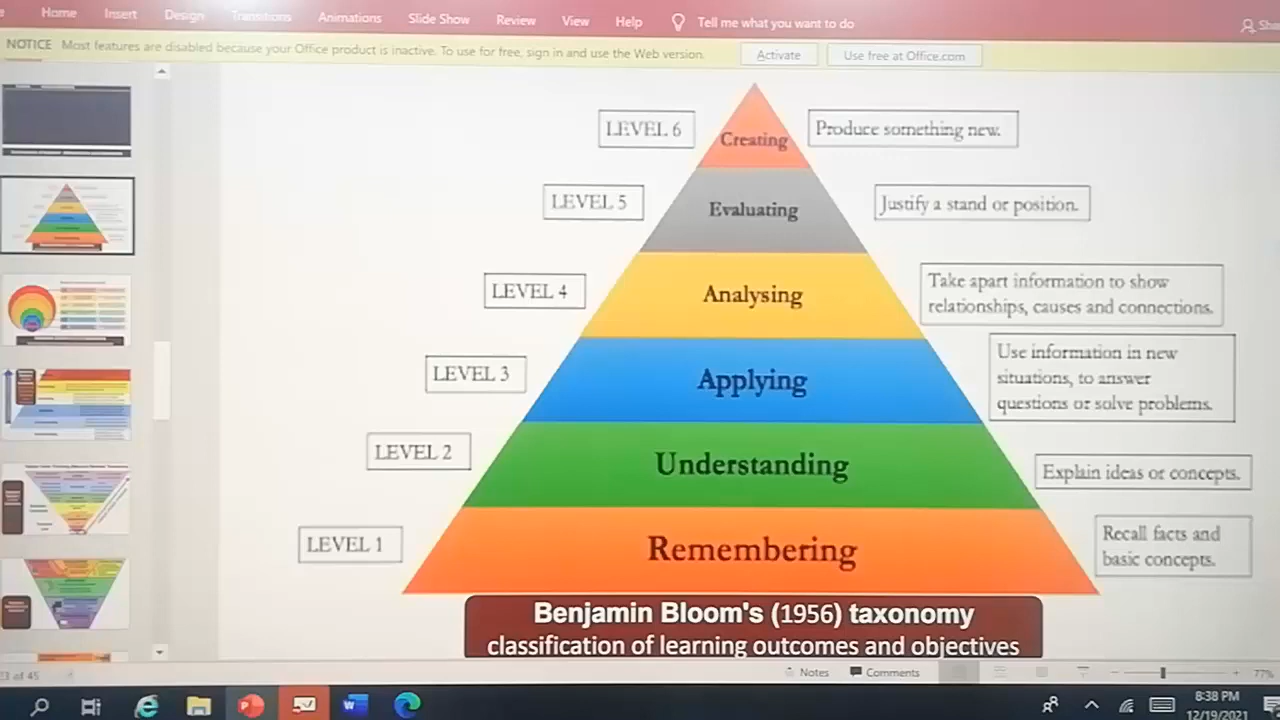 Home Insert Design Transitions Animations Slide Show Review View Help Tell me what you want to do
NOTICE Most features are disabled because your Office product is inactive. To use for free, sign in and use the Web version. Activate Use free at Office.com
LEVEL 6 Creating Produce something new.
LEVEL 5 Evaluating Justify a stand or position.
LEVEL 4 Analysing Take apart information to show
relationships, causes and connections.
LEVEL 3 Applying Use information in new
situations, to answer
questions or solve problems.
LEVEL 2 Understanding Explain ideas or concepts.
LEVEL 1 Remembering Recall facts and
basic concepts.
Benjamin Bloom's (1956) taxonomy
classification of learning outcomes and objectives
of 45 Notes Comments 77%
8:38 PM
12/19/2021